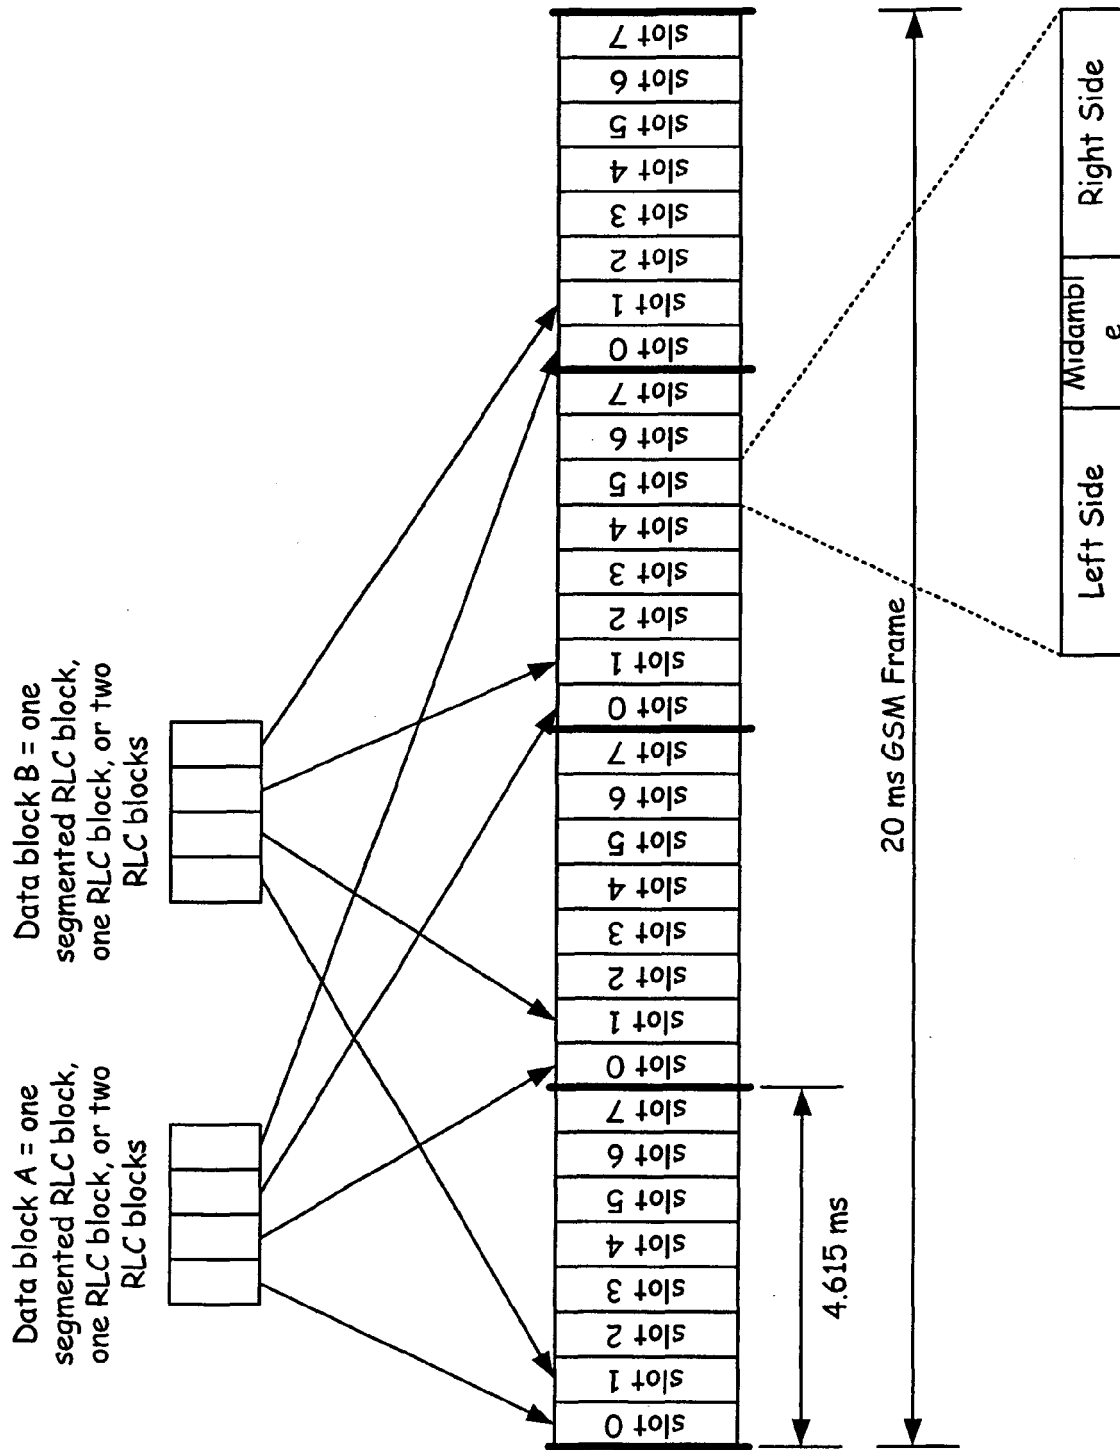 Data block A = one
segmented RLC block,
one RLC block, or two
RLC blocks
Data block B = one
segmented RLC block,
one RLC block, or two
RLC blocks
slot 0
slot 1
slot 2
slot 3
slot 4
slot 5
slot 6
slot 7
slot 0
slot 1
slot 2
slot 3
slot 4
slot 5
slot 6
slot 7
slot 0
slot 1
slot 2
slot 3
slot 4
slot 5
slot 6
slot 7
slot 0
slot 1
slot 2
slot 3
slot 4
slot 5
slot 6
slot 7
4.615 ms
20 ms GSM Frame
Left Side
Midambl
e
Right Side